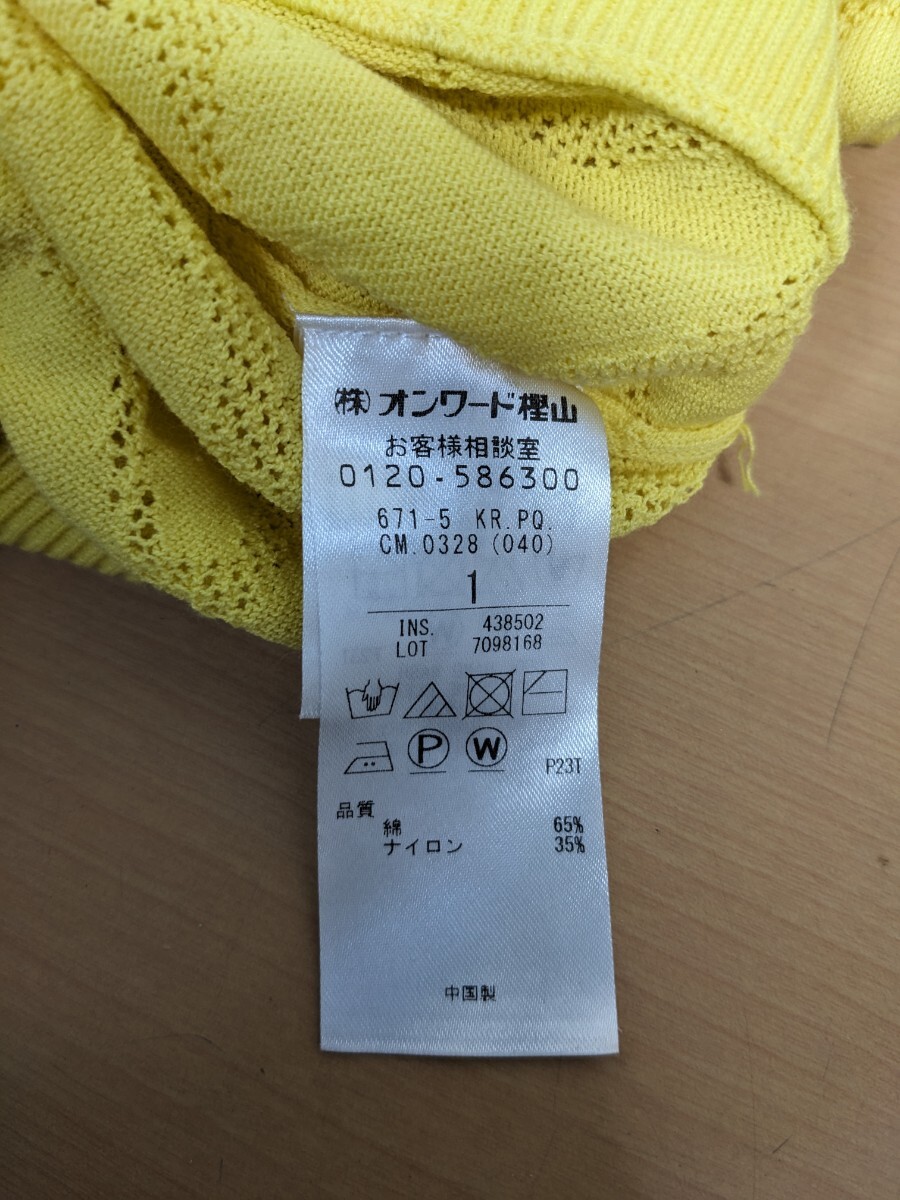 ㈱オンワード樫山
お客様相談室
0120-586300
671-5 KR.PQ.
CM.0328 (040)
1
INS. 438502
LOT 7098168
P W
P23T
品質
綿 65%
ナイロン 35%
中国製